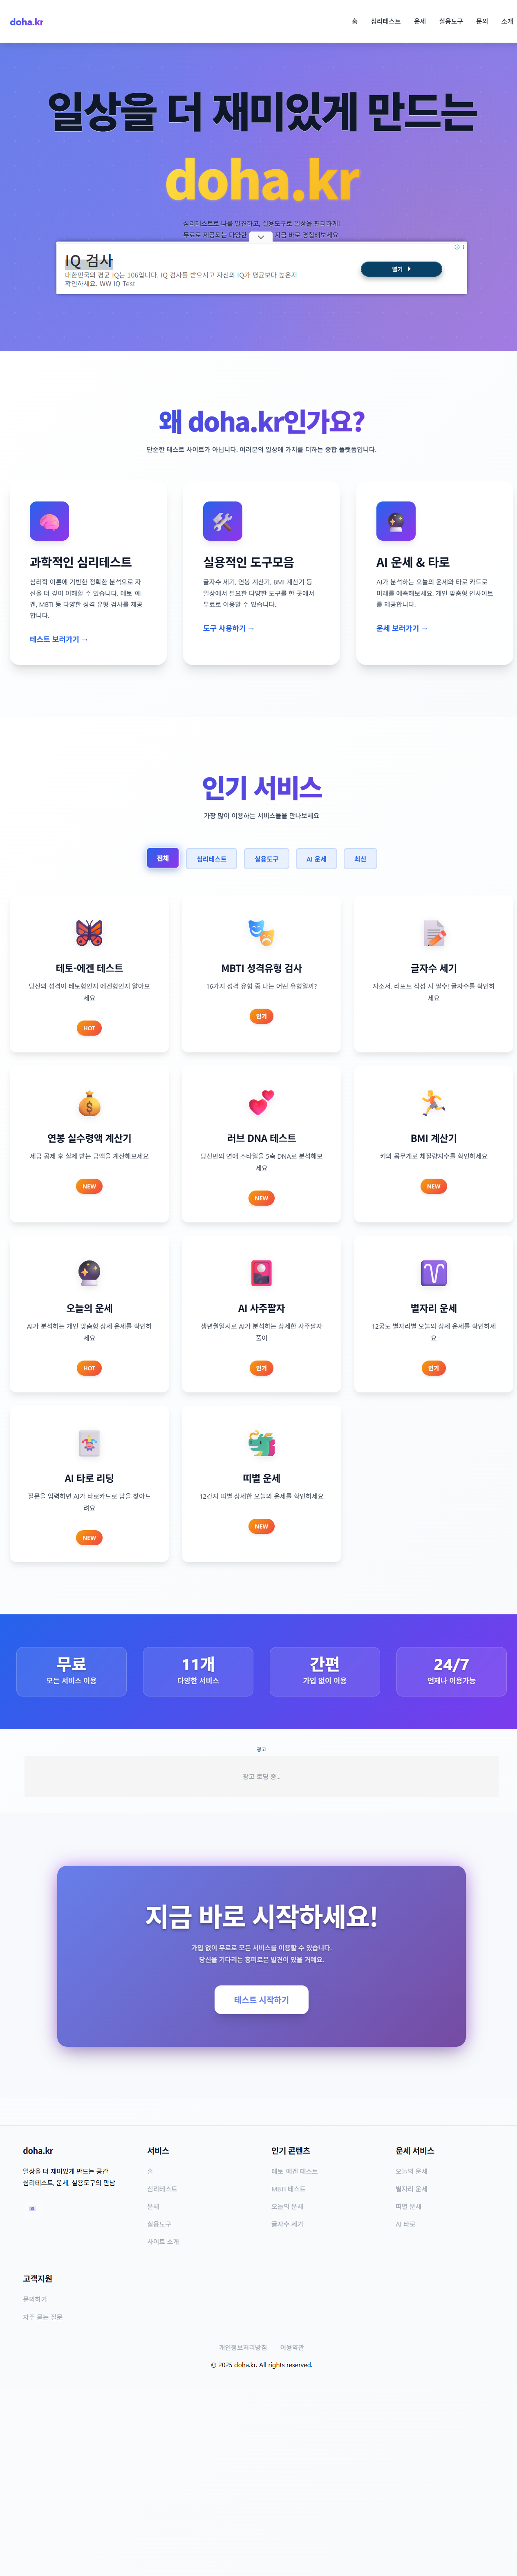 doha.kr
홈 심리테스트 운세 실용도구 문의 소개
일상을 더 재미있게 만드는
doha.kr
심리테스트로 나를 발견하고, 실용도구로 일상을 편리하게!
무료로 제공되는 다양한 지금 바로 경험해보세요.
IQ 검사
대한민국의 평균 IQ는 106입니다. IQ 검사를 받으시고 자신의 IQ가 평균보다 높은지
확인하세요. WW IQ Test
열기
왜 doha.kr인가요?
단순한 테스트 사이트가 아닙니다. 여러분의 일상에 가치를 더하는 종합 플랫폼입니다.
과학적인 심리테스트
심리학 이론에 기반한 정확한 분석으로 자
신을 더 깊이 이해할 수 있습니다. 테토-에
겐, MBTI 등 다양한 성격 유형 검사를 제공
합니다.
테스트 보러가기 →
실용적인 도구모음
글자수 세기, 연봉 계산기, BMI 계산기 등
일상에서 필요한 다양한 도구를 한 곳에서
무료로 이용할 수 있습니다.
도구 사용하기 →
AI 운세 & 타로
AI가 분석하는 오늘의 운세와 타로 카드로
미래를 예측해보세요. 개인 맞춤형 인사이트
를 제공합니다.
운세 보러가기 →
인기 서비스
가장 많이 이용하는 서비스들을 만나보세요
전체 심리테스트 실용도구 AI 운세 최신
테토-에겐 테스트
당신의 성격이 테토형인지 에겐형인지 알아보
세요
HOT
MBTI 성격유형 검사
16가지 성격 유형 중 나는 어떤 유형일까?
인기
글자수 세기
자소서, 리포트 작성 시 필수! 글자수를 확인하
세요
연봉 실수령액 계산기
세금 공제 후 실제 받는 금액을 계산해보세요
NEW
러브 DNA 테스트
당신만의 연애 스타일을 5축 DNA로 분석해보
세요
NEW
BMI 계산기
키와 몸무게로 체질량지수를 확인하세요
NEW
오늘의 운세
AI가 분석하는 개인 맞춤형 상세 운세를 확인하
세요
HOT
AI 사주팔자
생년월일시로 AI가 분석하는 상세한 사주팔자
풀이
인기
별자리 운세
12궁도 별자리별 오늘의 상세 운세를 확인하세
요
인기
AI 타로 리딩
질문을 입력하면 AI가 타로카드로 답을 찾아드
려요
NEW
띠별 운세
12간지 띠별 상세한 오늘의 운세를 확인하세요
NEW
무료
모든 서비스 이용
11개
다양한 서비스
간편
가입 없이 이용
24/7
언제나 이용가능
광고
광고 로딩 중...
지금 바로 시작하세요!
가입 없이 무료로 모든 서비스를 이용할 수 있습니다.
당신을 기다리는 흥미로운 발견이 있을 거예요.
테스트 시작하기
doha.kr
일상을 더 재미있게 만드는 공간
심리테스트, 운세, 실용도구의 만남
서비스
홈
심리테스트
운세
실용도구
사이트 소개
인기 콘텐츠
테토-에겐 테스트
MBTI 테스트
오늘의 운세
글자수 세기
운세 서비스
오늘의 운세
별자리 운세
띠별 운세
AI 타로
고객지원
문의하기
자주 묻는 질문
개인정보처리방침 이용약관
© 2025 doha.kr. All rights reserved.